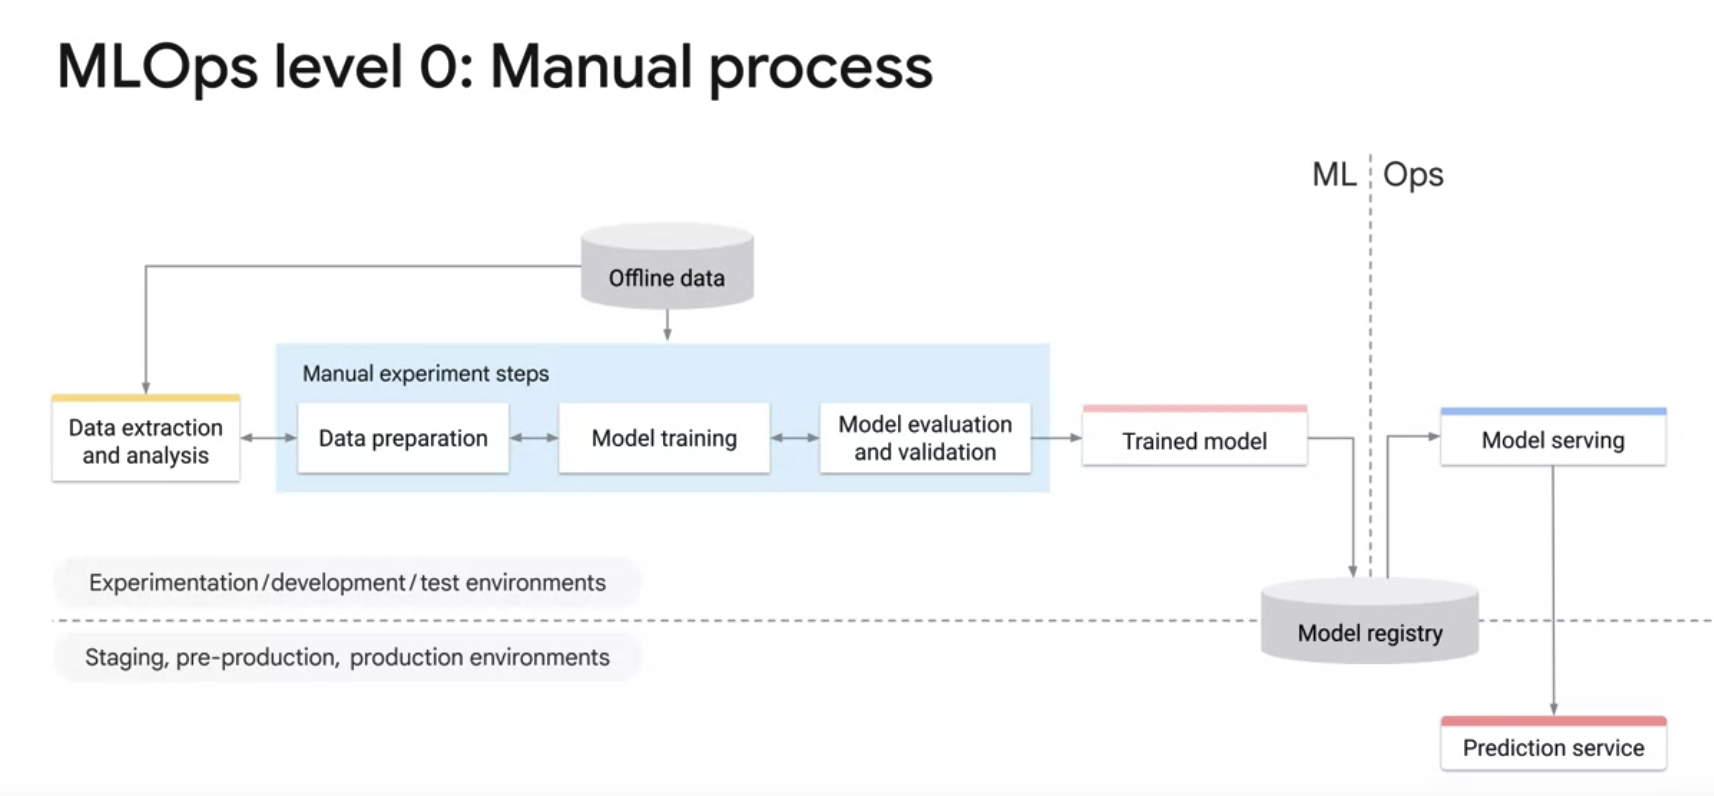 MLOps level 0: Manual process
ML
Ops
Offline data
Manual experiment steps
Data extraction
and analysis
Data preparation
Model training
Model evaluation
and validation
Trained model
Model serving
Experimentation/development/test environments
Model registry
Staging, pre-production, production environments
Prediction service